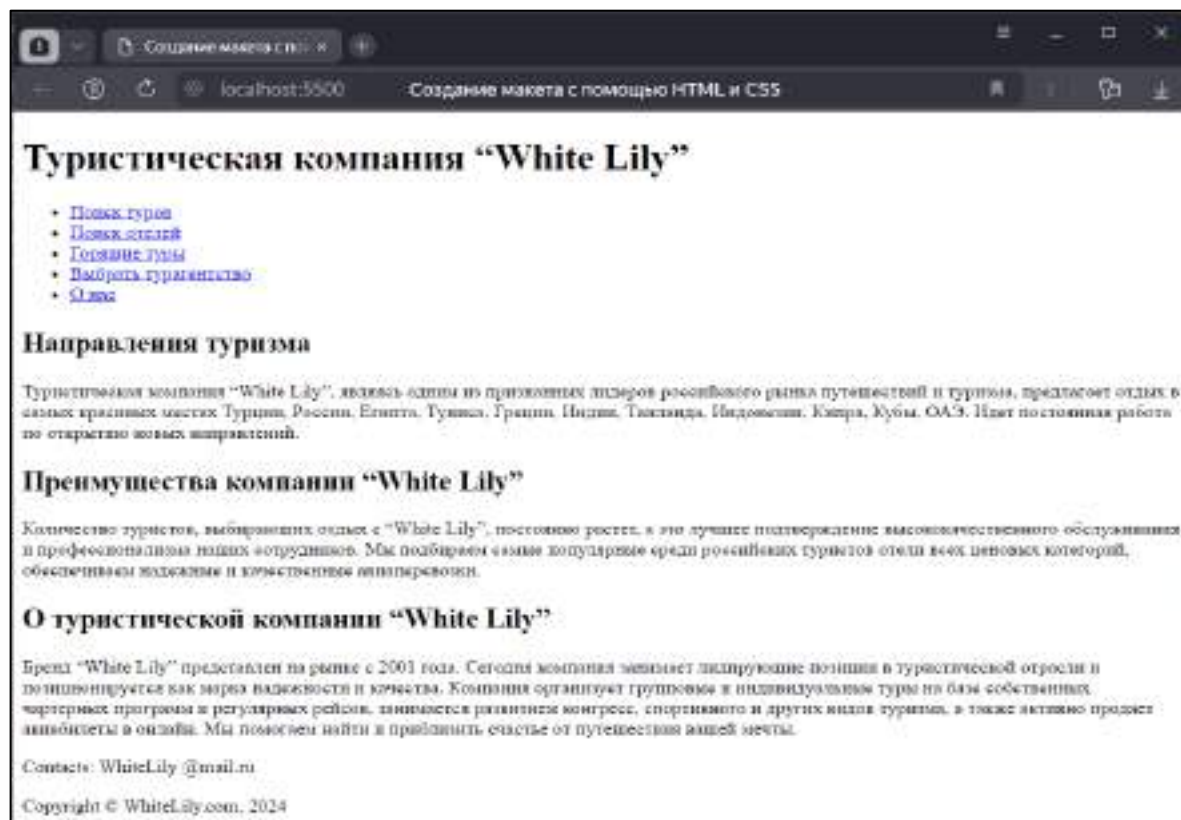 Создание макета с по
localhost:5500 Создание макета с помощью HTML и CSS
Туристическая компания “White Lily”
Поиск туров
Поиск отелей
Горящие туры
Выбрать турагентство
О нас
Направления туризма
Туристическая компания “White Lily”, являясь одним из признанных лидеров российского рынка путешествий и туризма, предлагает отдых в
самых красивых местах Турции, России, Египта, Туниса, Греции, Индии, Таиланда, Индонезии, Кипра, Кубы, ОАЭ. Идет постоянная работа
по открытию новых направлений.
Преимущества компании “White Lily”
Количество туристов, выбирающих отдых с “White Lily”, постоянно растет, а это лучшее подтверждение высококачественного обслуживания
и профессионализма наших сотрудников. Мы подбираем самые популярные среди российских туристов отели всех ценовых категорий,
обеспечиваем надежные и качественные авиаперевозки.
О туристической компании “White Lily”
Бренд “White Lily” представлен на рынке с 2001 года. Сегодня компания занимает лидирующие позиции в туристической отрасли и
позиционируется как марка надежности и качества. Компания организует групповые и индивидуальные туры на базе собственных
чартерных программ и регулярных рейсов, занимается развитием конгресс, спортивного и других видов туризма, а также активно продает
авиабилеты в онлайн. Мы помогаем найти и приблизить счастье от путешествия вашей мечты.
Contacts: WhiteLily @mail.ru
Copyright © WhiteLily.com, 2024